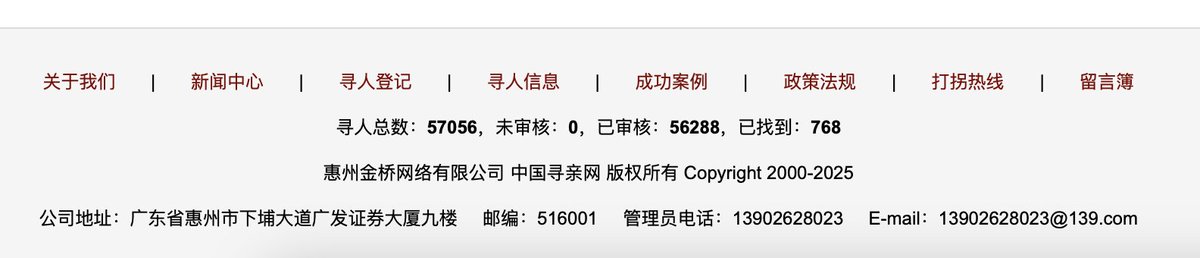 关于我们 | 新闻中心 | 寻人登记 | 寻人信息 | 成功案例 | 政策法规 | 打拐热线 | 留言簿
寻人总数：57056，未审核：0，已审核：56288，已找到：768
惠州金桥网络有限公司 中国寻亲网 版权所有 Copyright 2000-2025
公司地址：广东省惠州市下埔大道广发证券大厦九楼 邮编：516001 管理员电话：13902628023 E-mail：13902628023@139.com